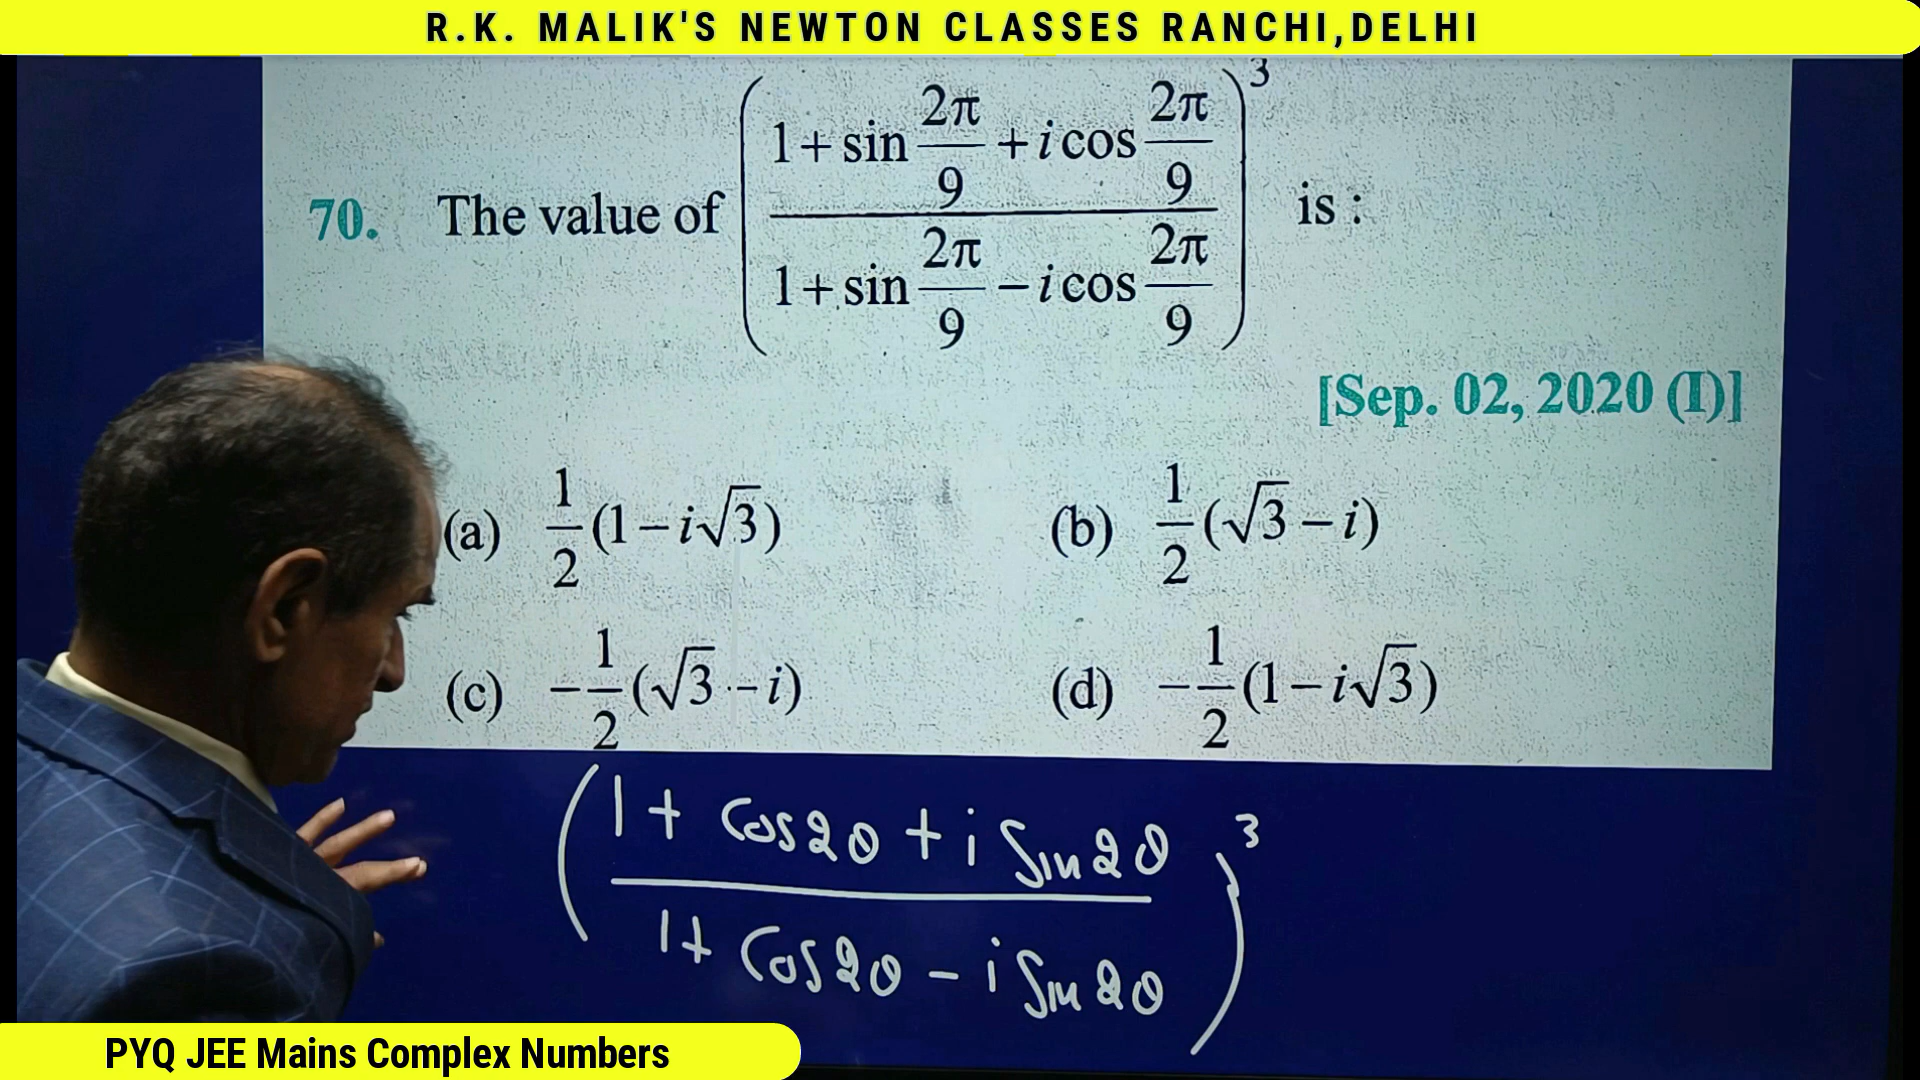 R.K. MALIK'S NEWTON CLASSES RANCHI,DELHI
70. The value of ((1+sin 2π/9 + i cos 2π/9)/(1+sin 2π/9 − i cos 2π/9))³ is :
[Sep. 02, 2020 (I)]
(a) 1/2(1−i√3) (b) 1/2(√3−i)
(c) −1/2(√3−i) (d) −1/2(1−i√3)
((1+ cos2θ + i Sin2θ)/(1+ cos2θ − i Sin2θ))³
PYQ JEE Mains Complex Numbers